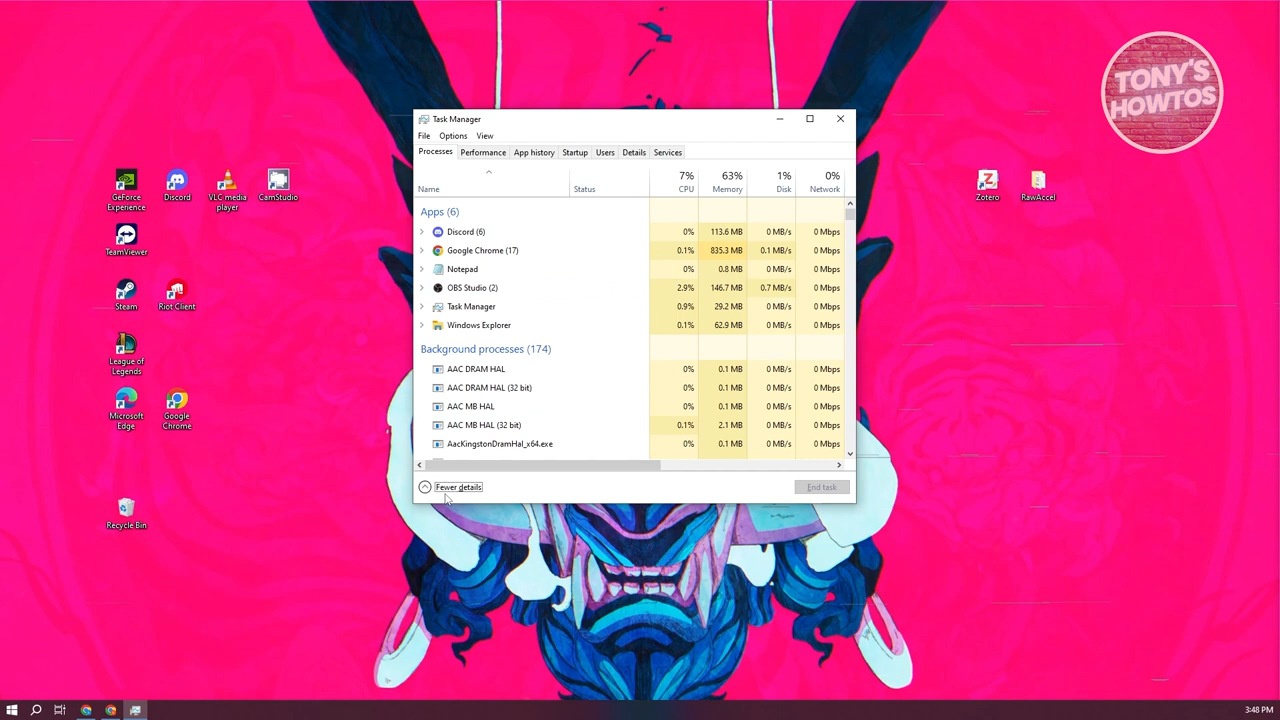 TONY'S
HOWTOS
Task Manager
File Options View
Processes Performance App history Startup Users Details Services
7% 63% 1% 0%
Name Status CPU Memory Disk Network
Apps (6)
Discord (6) 0% 113.6 MB 0 MB/s 0 Mbps
Google Chrome (17) 0.1% 835.3 MB 0.1 MB/s 0 Mbps
Notepad 0% 0.8 MB 0 MB/s 0 Mbps
OBS Studio (2) 2.9% 146.7 MB 0.7 MB/s 0 Mbps
Task Manager 0.9% 29.2 MB 0 MB/s 0 Mbps
Windows Explorer 0.1% 62.9 MB 0 MB/s 0 Mbps
Background processes (174)
AAC DRAM HAL 0% 0.1 MB 0 MB/s 0 Mbps
AAC DRAM HAL (32 bit) 0% 0.1 MB 0 MB/s 0 Mbps
AAC MB HAL 0% 0.1 MB 0 MB/s 0 Mbps
AAC MB HAL (32 bit) 0.1% 2.1 MB 0 MB/s 0 Mbps
AacKingstonDramHal_x64.exe 0% 0.1 MB 0 MB/s 0 Mbps
Fewer details End task
GeForce
Experience
Discord
VLC media
player
CamStudio
TeamViewer
Steam
Riot Client
League of
Legends
Microsoft
Edge
Google
Chrome
Recycle Bin
Zotero
RawAccel
3:48 PM